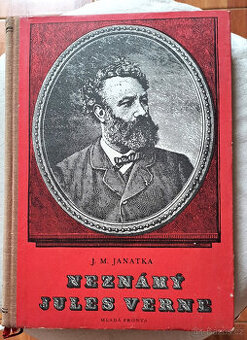 J. M. JANATKA
NEZNÁMÝ
JULES VERNE
MLADÁ FRONTA